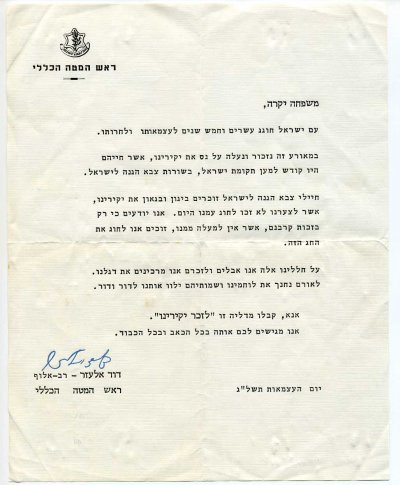 ראש המטה הכללי
משפחה יקרה,
עם ישראל חוגג עשרים וחמש שנים לעצמאותו ולחרותו.
במאורע זה נזכור ונעלה על נס את יקירינו, אשר חייהם
היו קודש למען תקומת ישראל, בשורות צבא הגנה לישראל.
חיילי צבא הגנה לישראל זוכרים ביגון ובגאון את יקירינו,
אשר לצערנו לא זכו לחוג עמנו היום. אנו יודעים כי רק
בזכות קרבנם, אשר אין למעלה ממנו, זוכים אנו לחוג את
החג הזה.
על חללינו אלה אנו אבלים ולזכרם אנו מרכינים את דגלנו.
לאורם נחנך את לוחמינו ושמותיהם ילוו אותנו לדור ודור.
אנא, קבלו מדליה זו "לזכר יקירינו".
אנו מגישים לכם אותה בכל הכאב ובכל הכבוד.
דוד אלעזר - רב-אלוף
ראש המטה הכללי
יום העצמאות תשל"ג